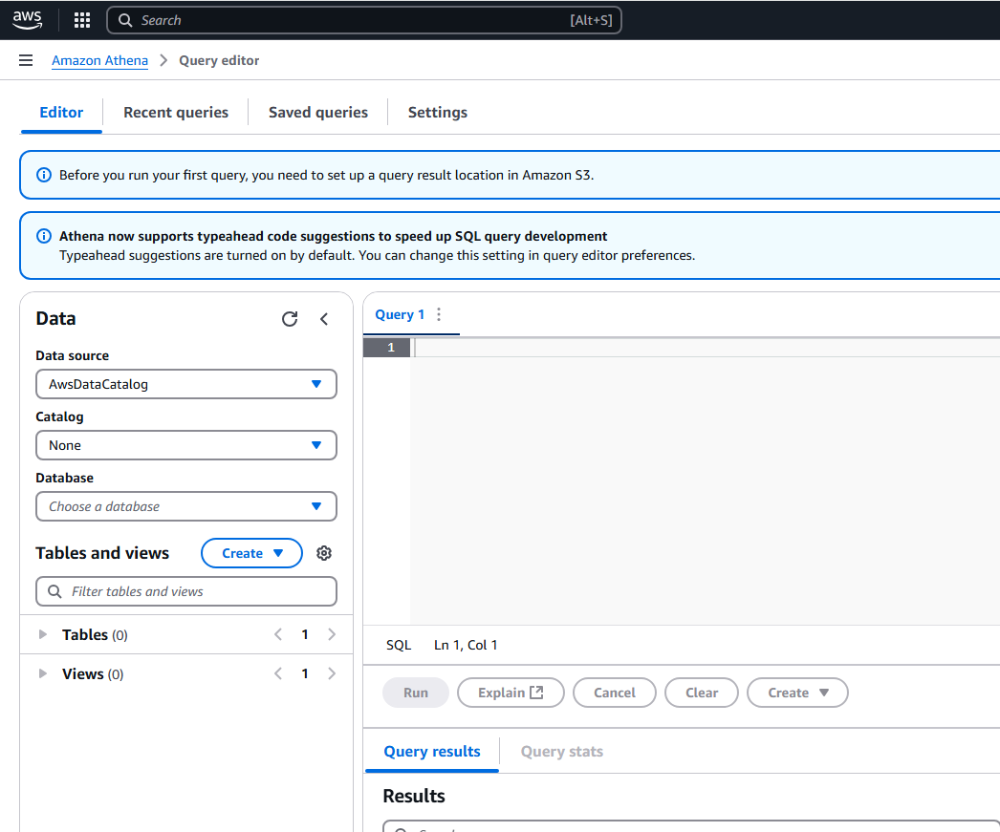 aws
Search [Alt+S]
Amazon Athena > Query editor
Editor Recent queries Saved queries Settings
Before you run your first query, you need to set up a query result location in Amazon S3.
Athena now supports typeahead code suggestions to speed up SQL query development
Typeahead suggestions are turned on by default. You can change this setting in query editor preferences.
Data
Data source
AwsDataCatalog
Catalog
None
Database
Choose a database
Tables and views Create
Filter tables and views
Tables (0) < 1 >
Views (0) < 1 >
Query 1
1
SQL Ln 1, Col 1
Run Explain Cancel Clear Create
Query results Query stats
Results